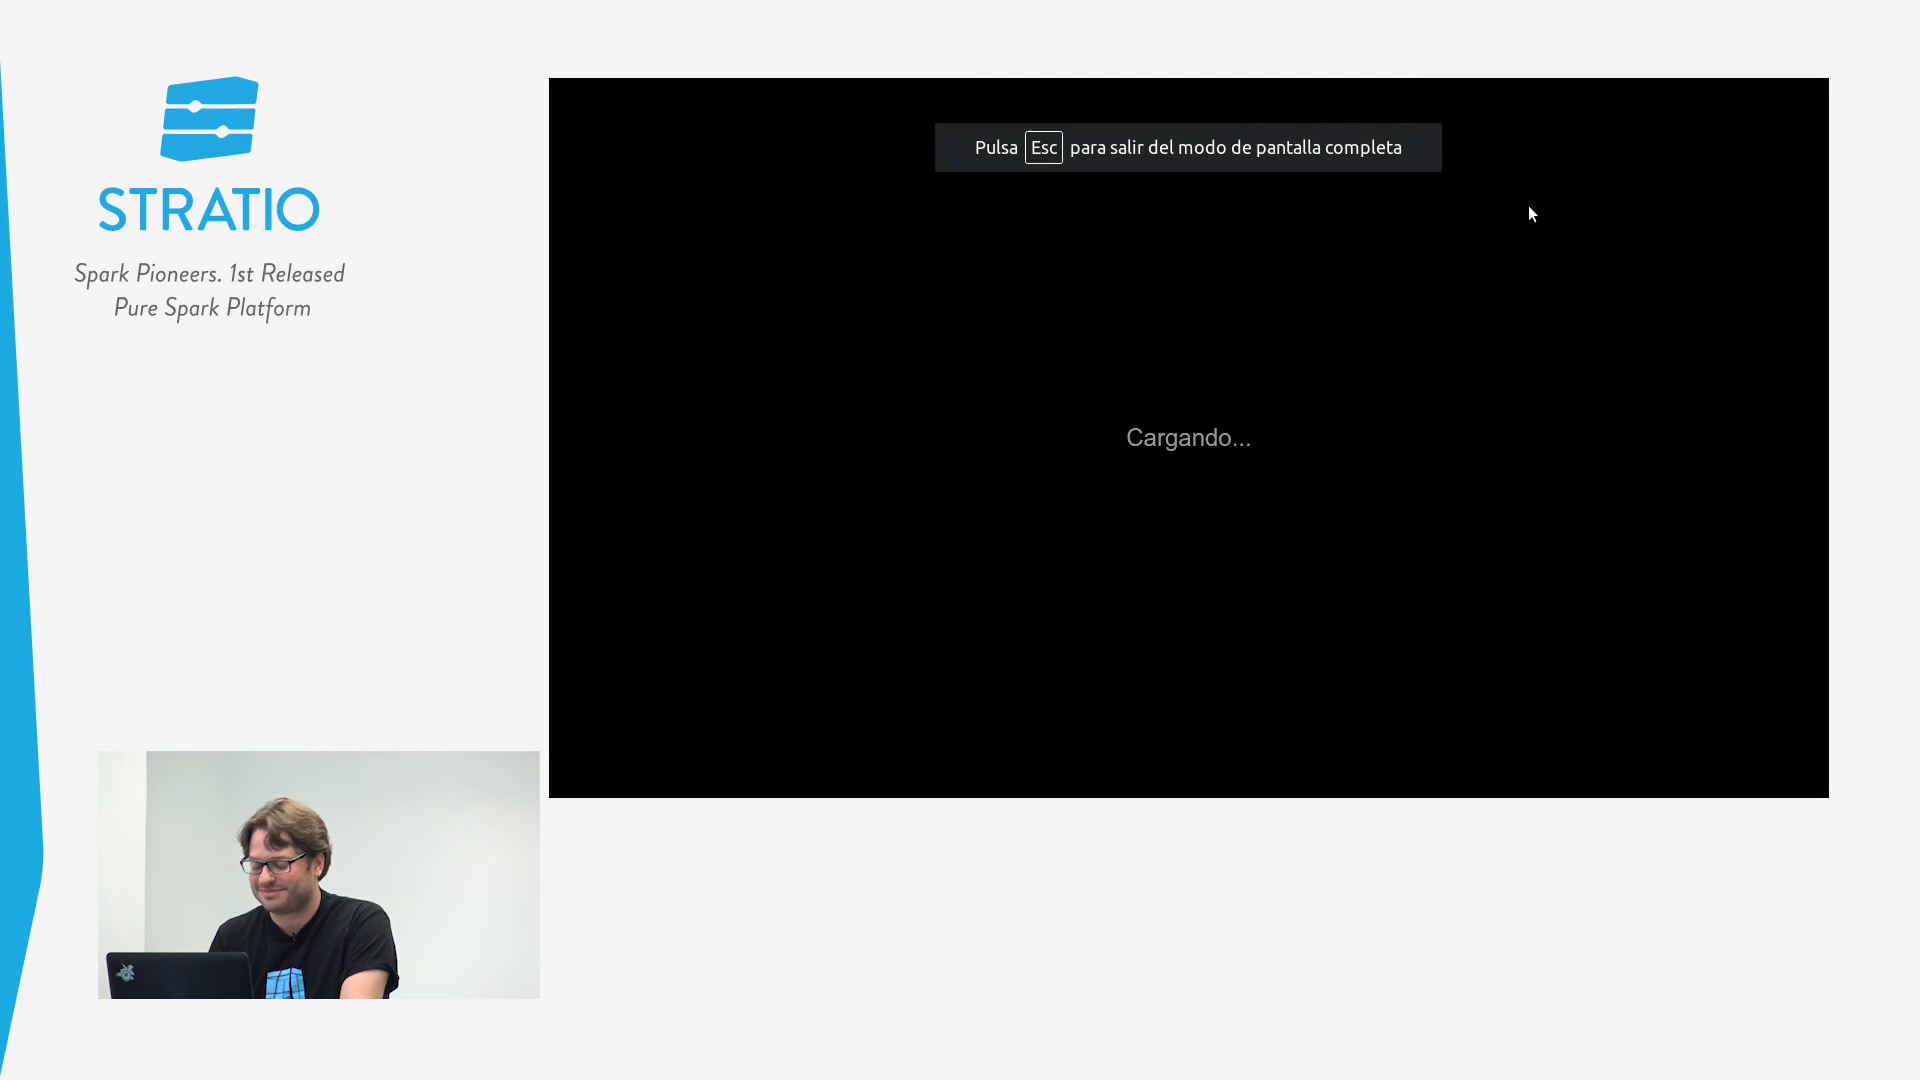 STRATIO
Spark Pioneers. 1st Released
Pure Spark Platform
Pulsa Esc para salir del modo de pantalla completa
Cargando...